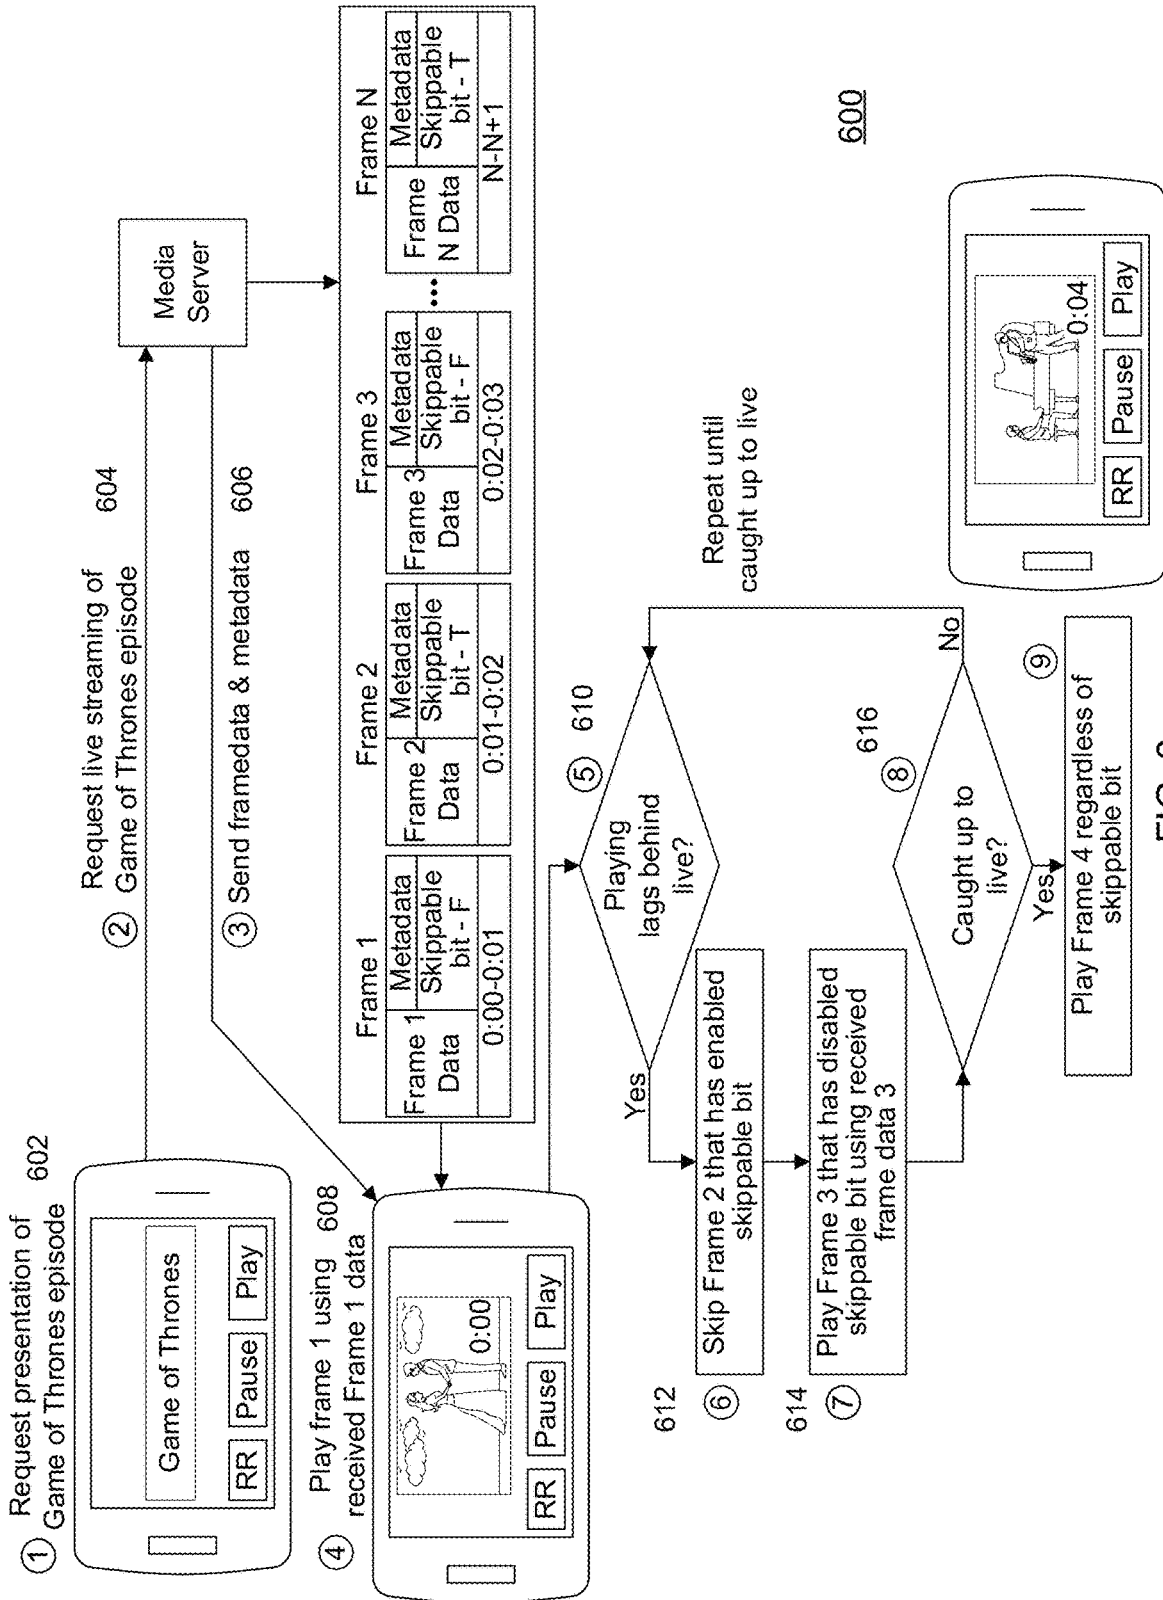 1
Request presentation of
Game of Thrones episode
602
Game of Thrones
RR
Pause
Play
2
Request live streaming of
Game of Thrones episode
604
3
Send framedata & metadata
606
Media
Server
4
Play frame 1 using
received Frame 1 data
608
0:00
RR
Pause
Play
Frame 1
Frame 1
Data
Metadata
Skippable
bit - F
0:00-0:01
Frame 2
Frame 2
Data
Metadata
Skippable
bit - T
0:01-0:02
Frame 3
Frame 3
Data
Metadata
Skippable
bit - F
0:02-0:03
Frame N
Frame
N Data
Metadata
Skippable
bit - T
N-N+1
5
610
Playing
lags behind
live?
Yes
612
6
Skip Frame 2 that has enabled
skippable bit
614
7
Play Frame 3 that has disabled
skippable bit using received
frame data 3
8
616
Caught up to
live?
No
Repeat until
caught up to live
Yes
9
Play Frame 4 regardless of
skippable bit
0:04
RR
Pause
Play
600